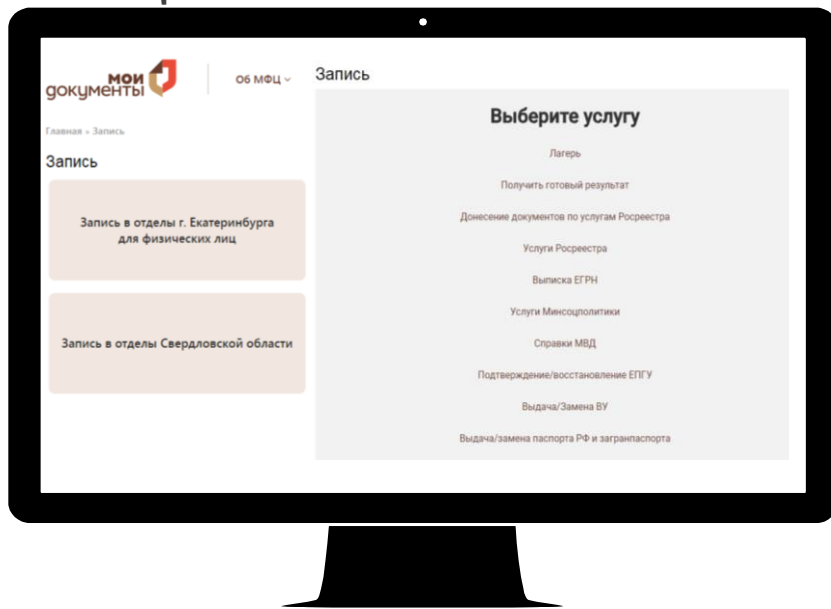 мои
документы
Об МФЦ
Главная » Запись
Запись
Запись в отделы г. Екатеринбурга
для физических лиц
Запись в отделы Свердловской области
Запись
Выберите услугу
Лагерь
Получить готовый результат
Донесение документов по услугам Росреестра
Услуги Росреестра
Выписка ЕГРН
Услуги Минсоцполитики
Справки МВД
Подтверждение/восстановление ЕПГУ
Выдача/Замена ВУ
Выдача/замена паспорта РФ и загранпаспорта